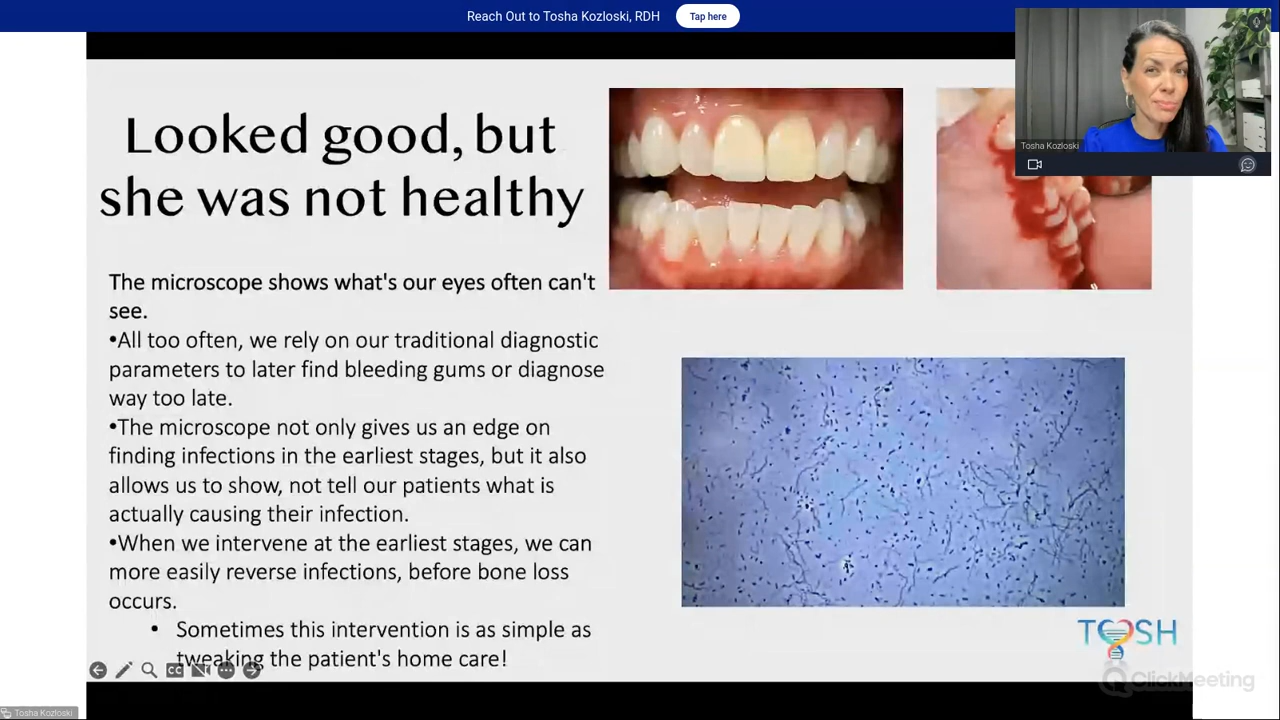 Reach Out to Tosha Kozloski, RDH Tap here
Looked good, but
she was not healthy
Tosha Kozloski
The microscope shows what's our eyes often can't
see.
•All too often, we rely on our traditional diagnostic
parameters to later find bleeding gums or diagnose
way too late.
•The microscope not only gives us an edge on
finding infections in the earliest stages, but it also
allows us to show, not tell our patients what is
actually causing their infection.
•When we intervene at the earliest stages, we can
more easily reverse infections, before bone loss
occurs.
• Sometimes this intervention is as simple as
tweaking the patient's home care!
TOSH
CC
ClickMeeting
Tosha Kozloski